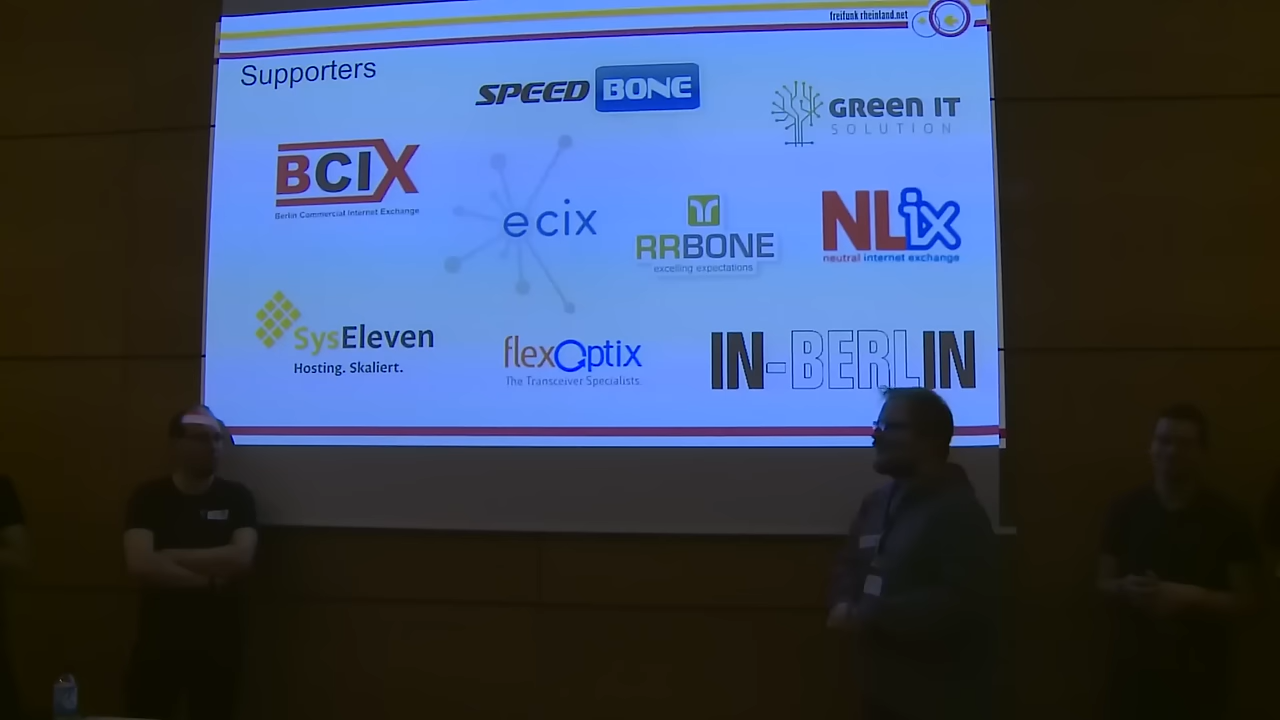 freifunk rheinland.net
Supporters
SPEED BONE
GREEN IT
SOLUTION
BCIX
Berlin Commercial Internet Exchange
ecix
RRBONE
excelling expectations
NLix
neutral internet exchange
SysEleven
Hosting. Skaliert.
flexOptix
The Transceiver Specialists.
IN-BERLIN